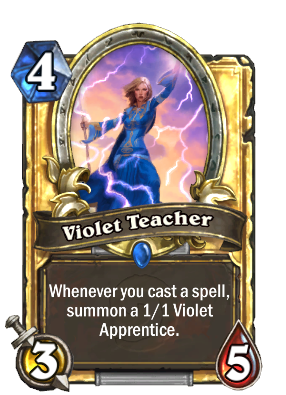 4
Violet Teacher
Whenever you cast a spell,
summon a 1/1 Violet
Apprentice.
3
5